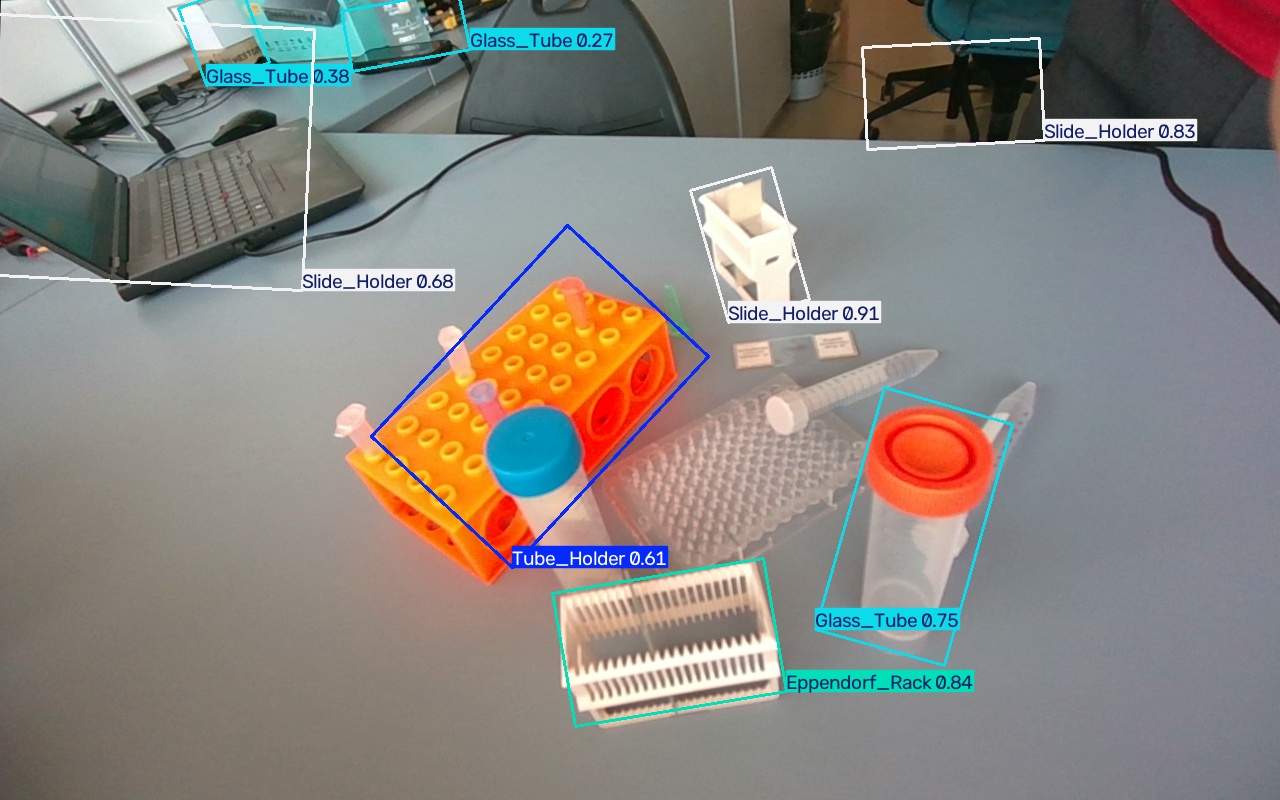 Glass_Tube 0.27
Glass_Tube 0.38
Slide_Holder 0.83
Slide_Holder 0.68
Slide_Holder 0.91
Tube_Holder 0.61
Glass_Tube 0.75
Eppendorf_Rack 0.84